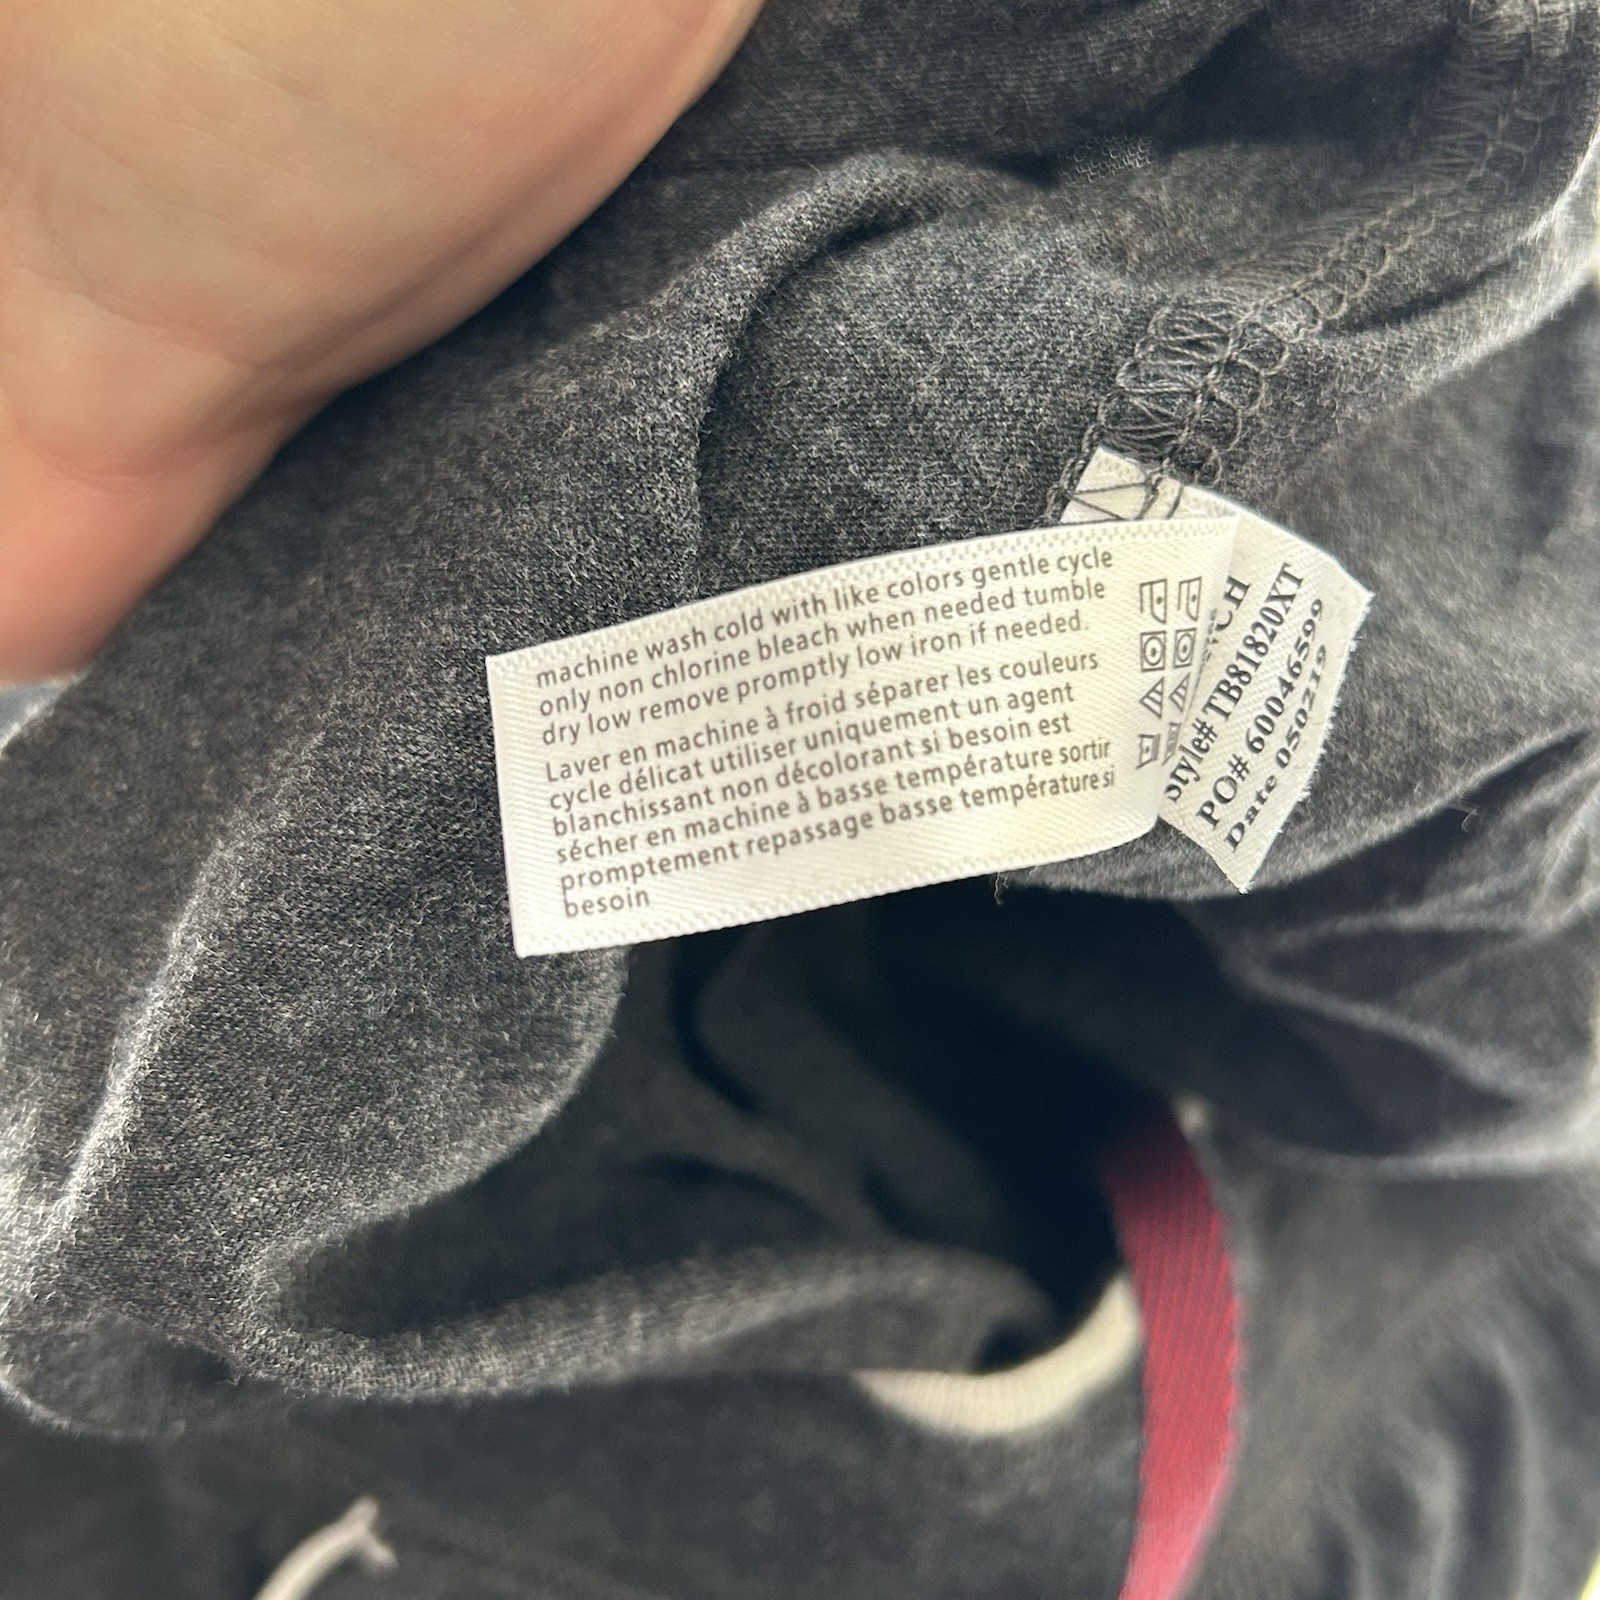 machine wash cold with like colors gentle cycle
only non chlorine bleach when needed tumble
dry low remove promptly low iron if needed.
Laver en machine à froid séparer les couleurs
cycle délicat utiliser uniquement un agent
blanchissant non décolorant si besoin est
sécher en machine à basse température sortir
promptement repassage basse température si
besoin
Style# TB81820XT
PO# 600465​99
Date 050219